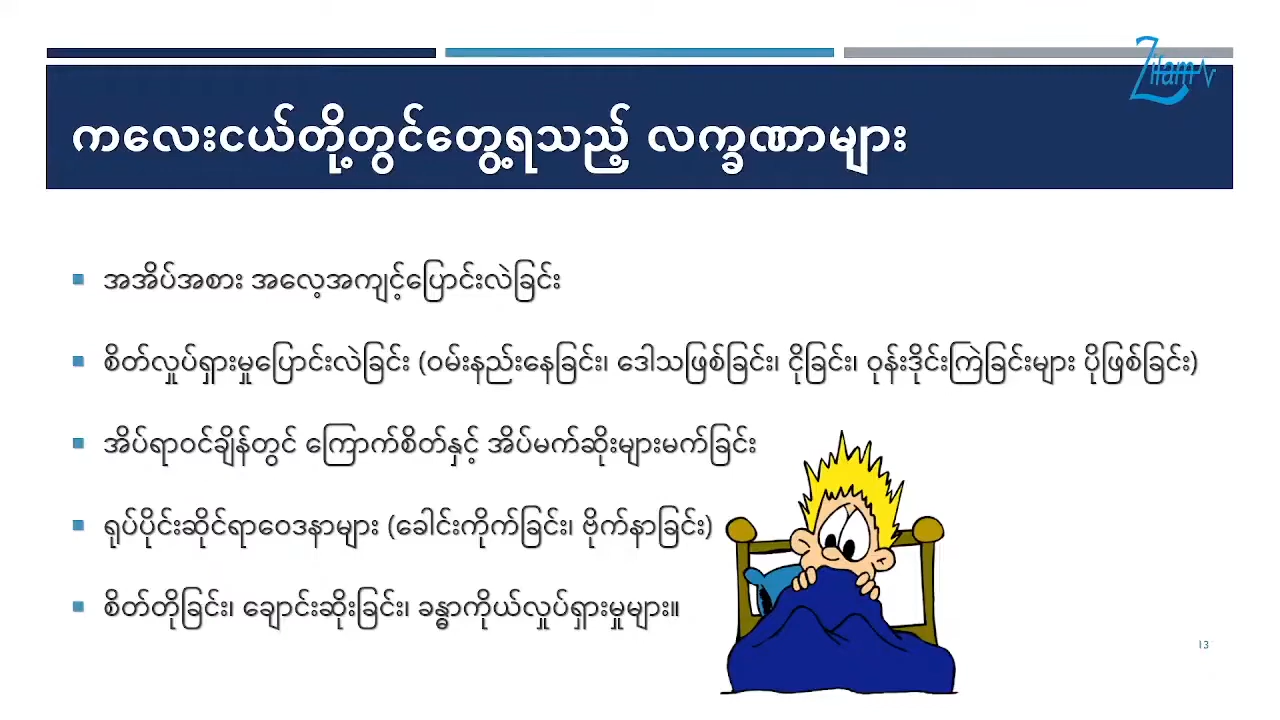 Zifam
ကလေးငယ်တို့တွင်တွေ့ရသည့် လက္ခဏာများ
အအိပ်အစား အလေ့အကျင့်ပြောင်းလဲခြင်း
စိတ်လှုပ်ရှားမှုပြောင်းလဲခြင်း (ဝမ်းနည်းနေခြင်း၊ ဒေါသဖြစ်ခြင်း၊ ငိုခြင်း၊ ဝုန်းဒိုင်းကြဲခြင်းများ ပိုဖြစ်ခြင်း)
အိပ်ရာဝင်ချိန်တွင် ကြောက်စိတ်နှင့် အိပ်မက်ဆိုးများမက်ခြင်း
ရုပ်ပိုင်းဆိုင်ရာဝေဒနာများ (ခေါင်းကိုက်ခြင်း၊ ဗိုက်နာခြင်း)
စိတ်တိုခြင်း၊ ချောင်းဆိုးခြင်း၊ ခန္ဓာကိုယ်လှုပ်ရှားမှုများ။
13